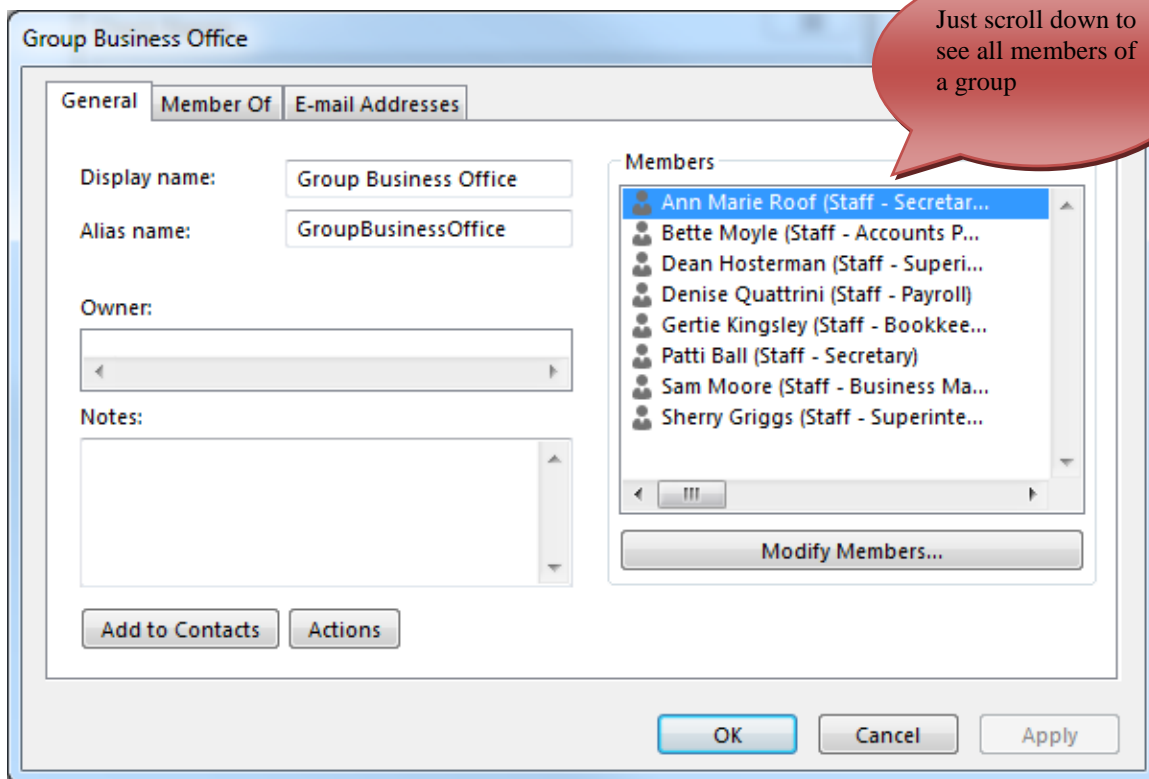 Group Business Office
Just scroll down to
see all members of
a group
General
Member Of
E-mail Addresses
Display name:
Group Business Office
Alias name:
GroupBusinessOffice
Owner:
Notes:
Add to Contacts
Actions
Members
Ann Marie Roof (Staff - Secretar...
Bette Moyle (Staff - Accounts P...
Dean Hosterman (Staff - Superi...
Denise Quattrini (Staff - Payroll)
Gertie Kingsley (Staff - Bookkee...
Patti Ball (Staff - Secretary)
Sam Moore (Staff - Business Ma...
Sherry Griggs (Staff - Superinte...
Modify Members...
OK
Cancel
Apply